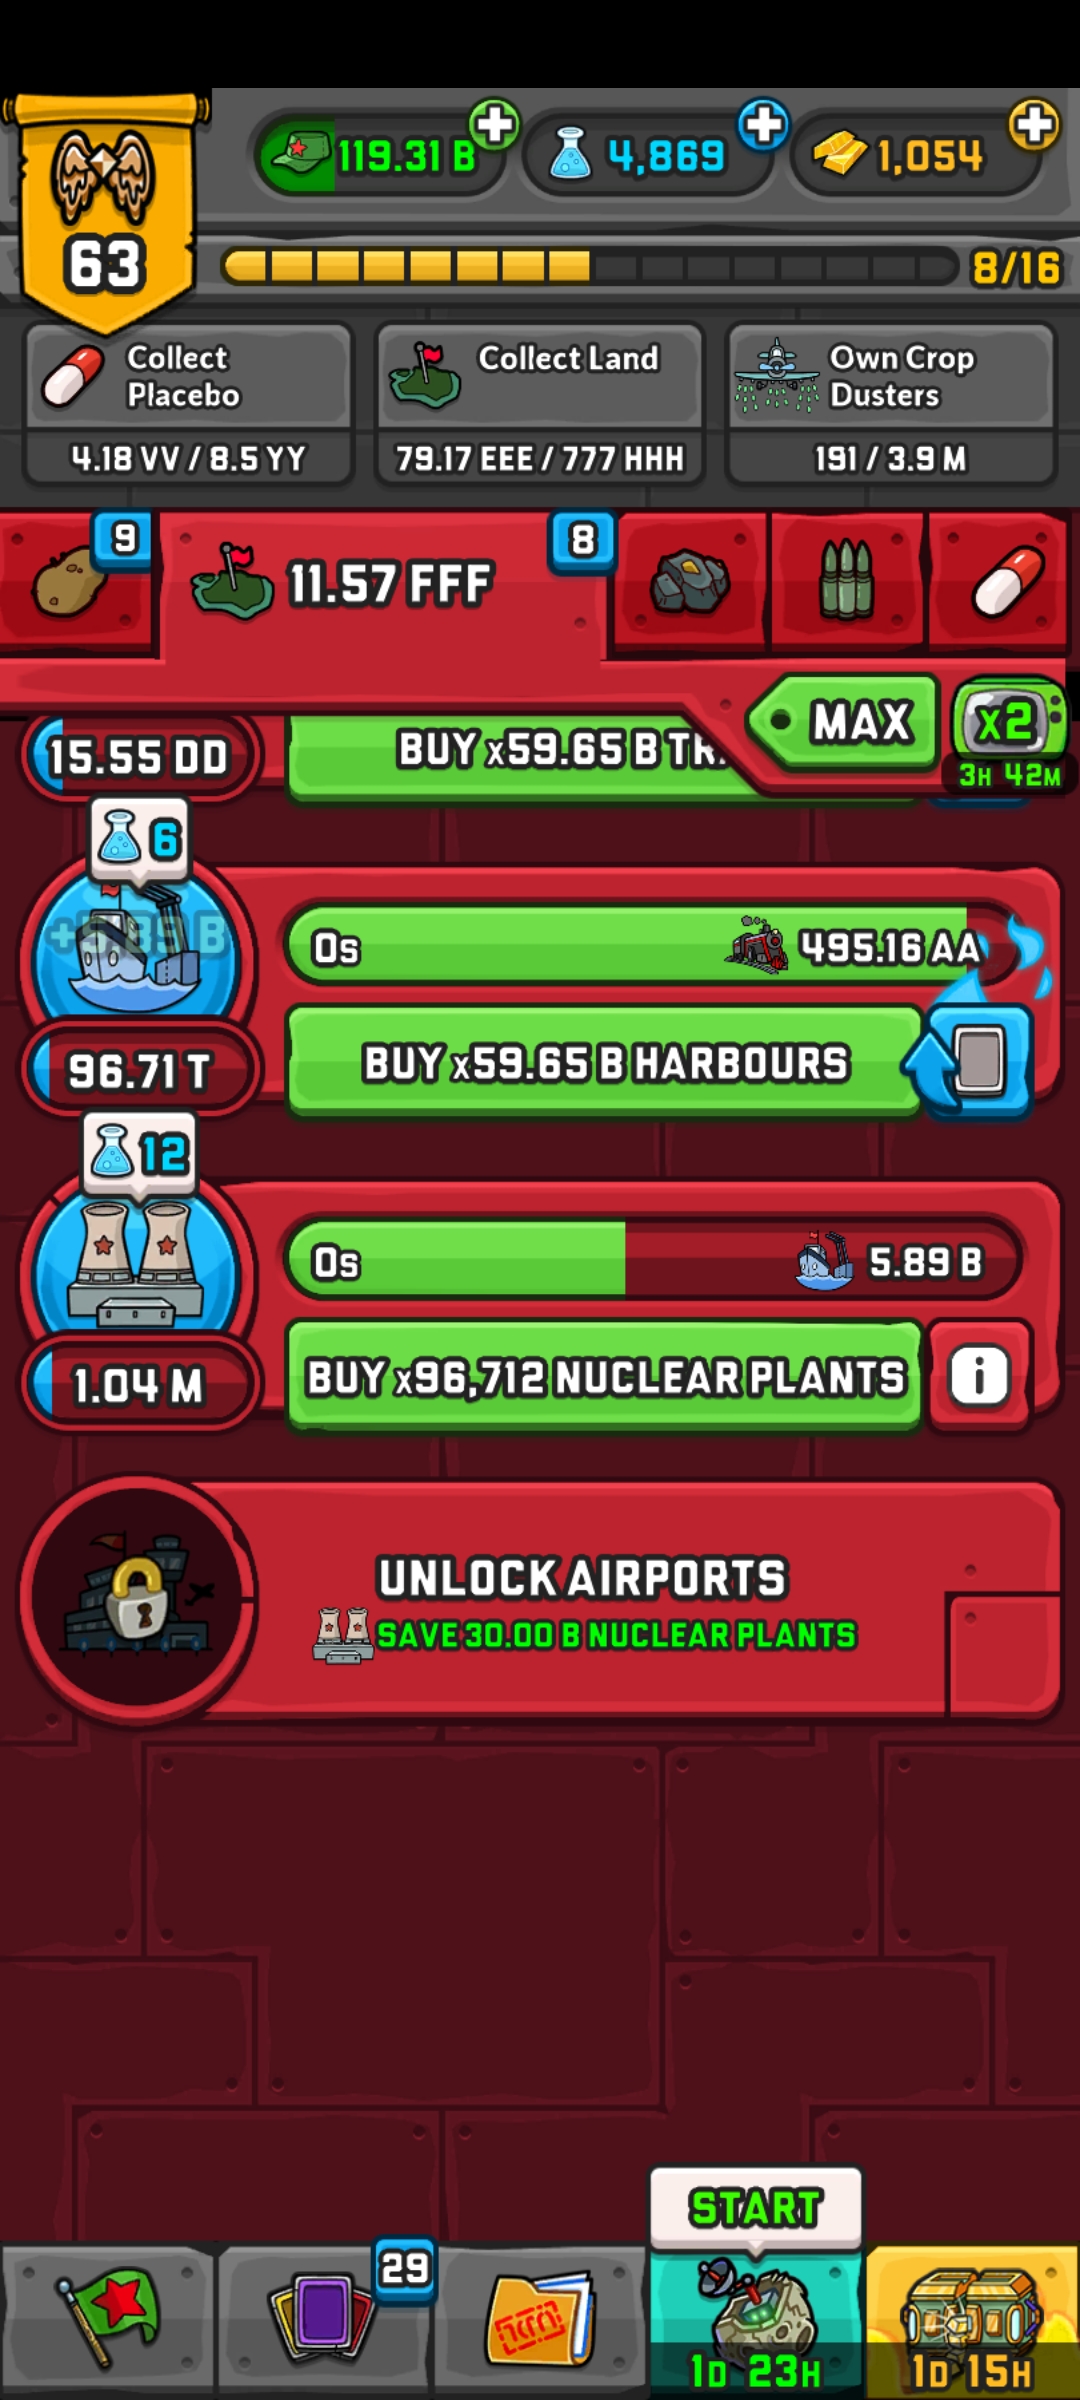 119.31 B
4,869
1,054
63
8/16
Collect
Placebo
4.18 VV / 8.5 YY
Collect Land
79.17 EEE / 777 HHH
Own Crop
Dusters
191 / 3.9 M
9
11.57 FFF
8
MAX
x2
3H 42M
15.55 DD
BUY x59.65 B
6
+5.89 B
0s
495.16 AA
96.71 T
BUY x59.65 B HARBOURS
12
0s
5.89 B
1.04 M
BUY x96,712 NUCLEAR PLANTS
i
UNLOCK AIRPORTS
SAVE 30.00 B NUCLEAR PLANTS
START
29
1D 23H
1D 15H